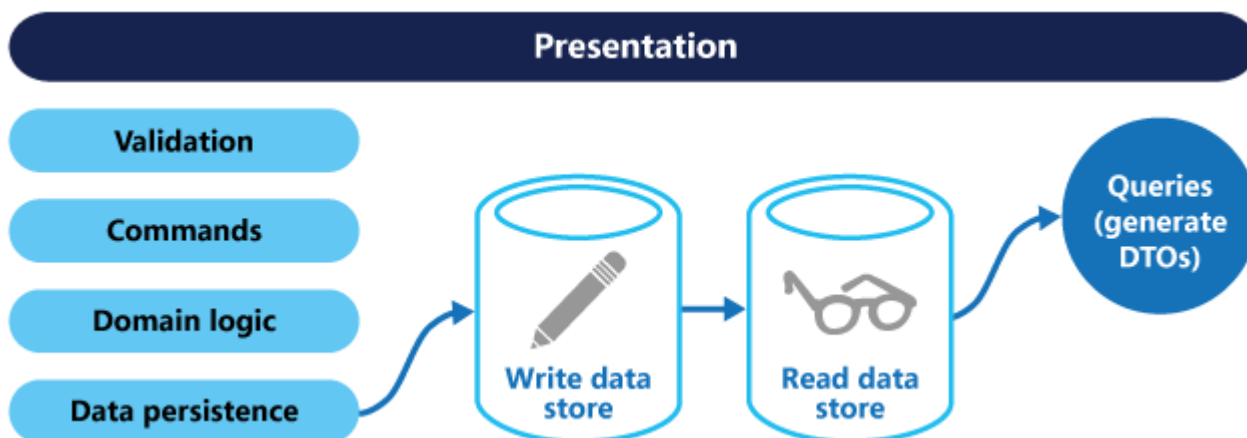 Presentation
Validation
Commands
Domain logic
Data persistence
Write data
store
Read data
store
Queries
(generate
DTOs)